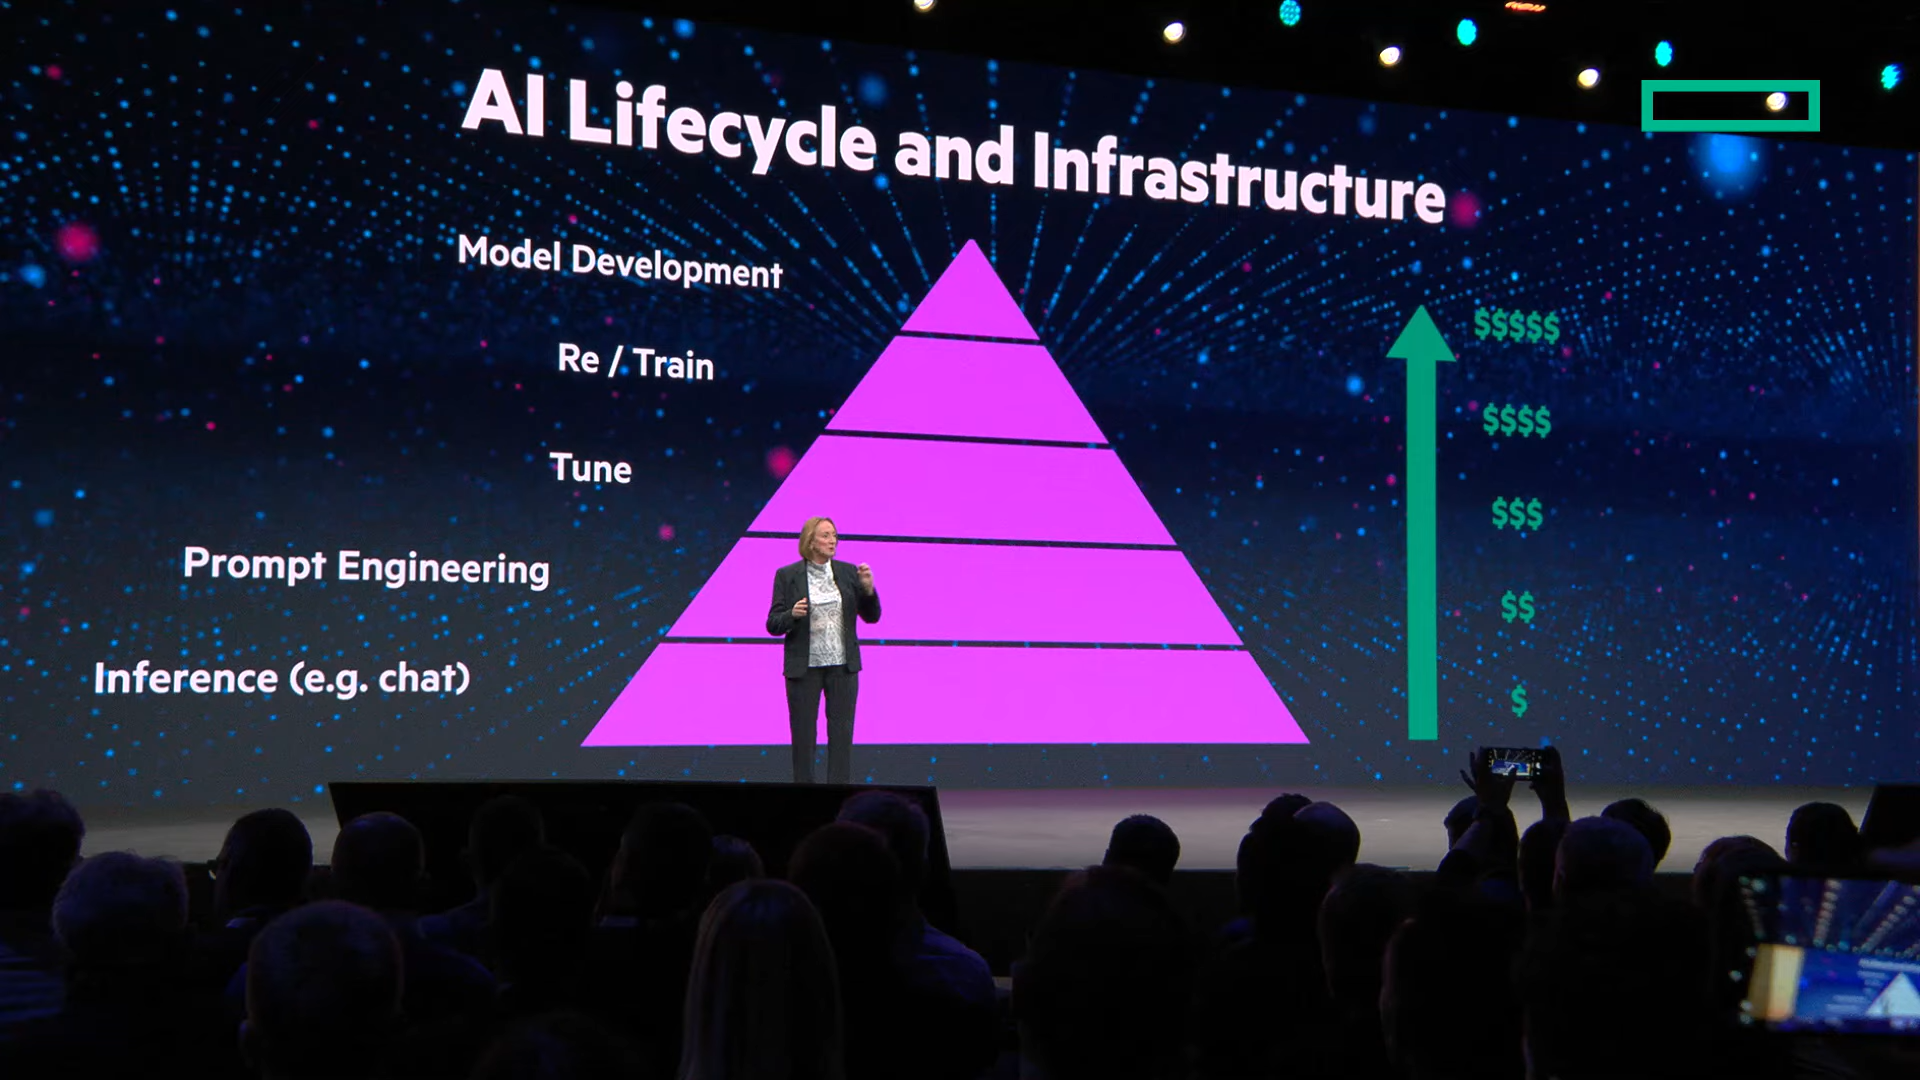 AI Lifecycle and Infrastructure
Model Development
$$$$$
Re / Train
$$$$
Tune
$$$
Prompt Engineering
$$
Inference (e.g. chat)
$